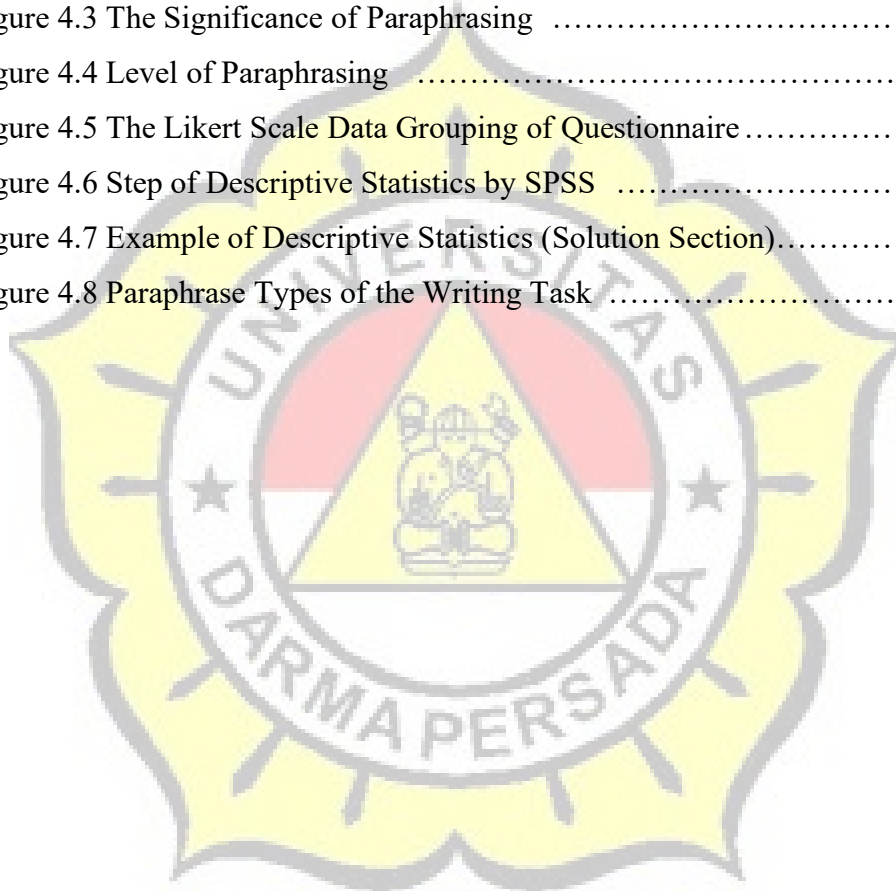 gure 4.3 The Significance of Paraphrasing ……………………………
gure 4.4 Level of Paraphrasing ………………………………………
gure 4.5 The Likert Scale Data Grouping of Questionnaire……………
gure 4.6 Step of Descriptive Statistics by SPSS ………………………
gure 4.7 Example of Descriptive Statistics (Solution Section)…………
gure 4.8 Paraphrase Types of the Writing Task ………………………
UNIVERSITAS
DARMA PERSADA